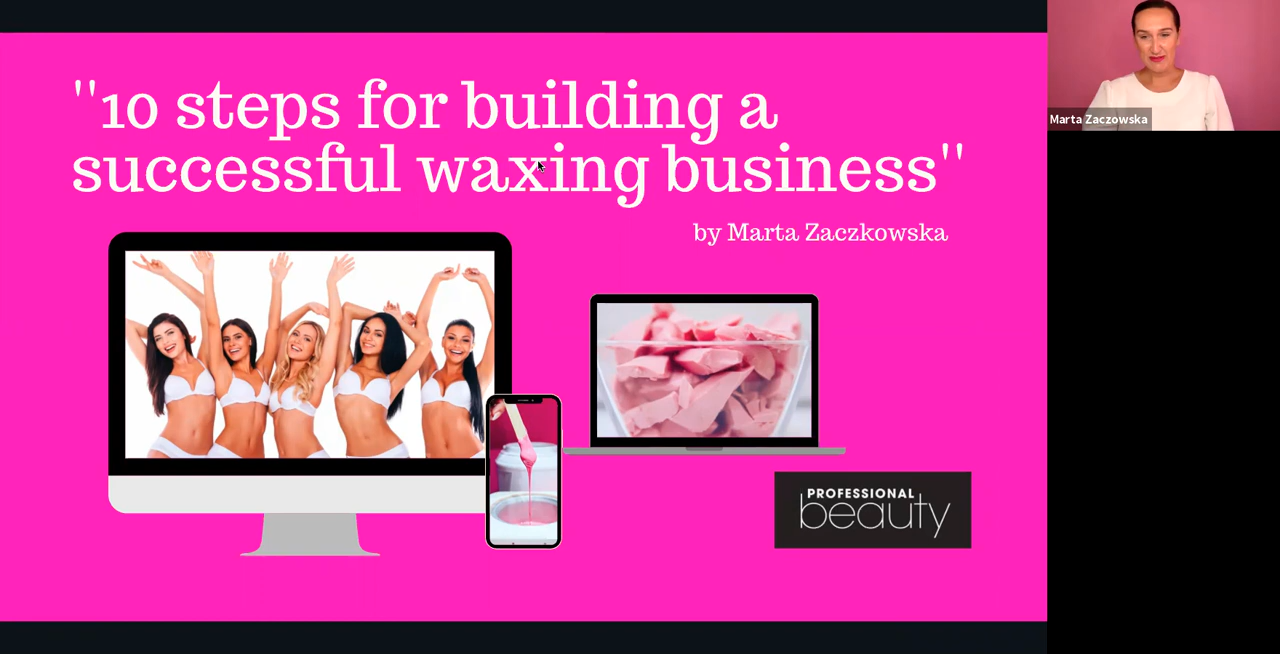 "10 steps for building a
successful waxing business"
by Marta Zaczkowska
PROFESSIONAL
beauty
Marta Zaczowska